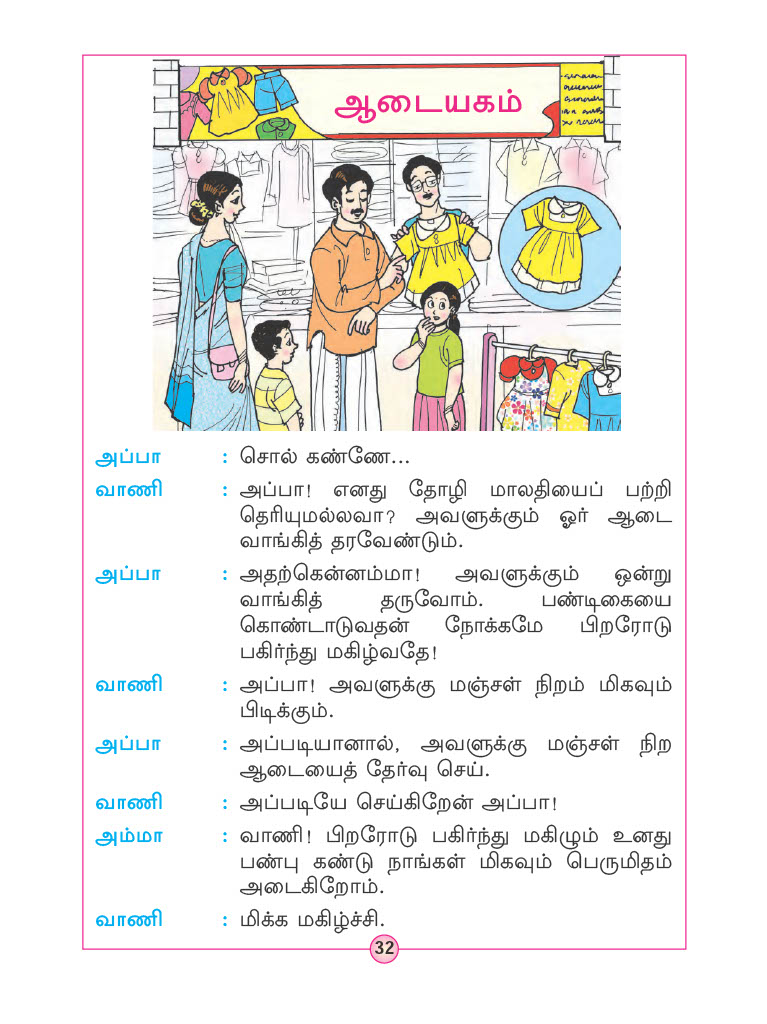 ஆடையகம்
அப்பா : சொல் கண்ணே...
வாணி : அப்பா! எனது தோழி மாலதியைப் பற்றி
தெரியுமல்லவா? அவளுக்கும் ஓர் ஆடை
வாங்கித் தரவேண்டும்.
அப்பா : அதற்கென்னம்மா! அவளுக்கும் ஒன்று
வாங்கித் தருவோம். பண்டிகையை
கொண்டாடுவதன் நோக்கமே பிறரோடு
பகிர்ந்து மகிழ்வதே!
வாணி : அப்பா! அவளுக்கு மஞ்சள் நிறம் மிகவும்
பிடிக்கும்.
அப்பா : அப்படியானால், அவளுக்கு மஞ்சள் நிற
ஆடையைத் தேர்வு செய்.
வாணி : அப்படியே செய்கிறேன் அப்பா!
அம்மா : வாணி! பிறரோடு பகிர்ந்து மகிழும் உனது
பண்பு கண்டு நாங்கள் மிகவும் பெருமிதம்
அடைகிறோம்.
வாணி : மிக்க மகிழ்ச்சி.
32